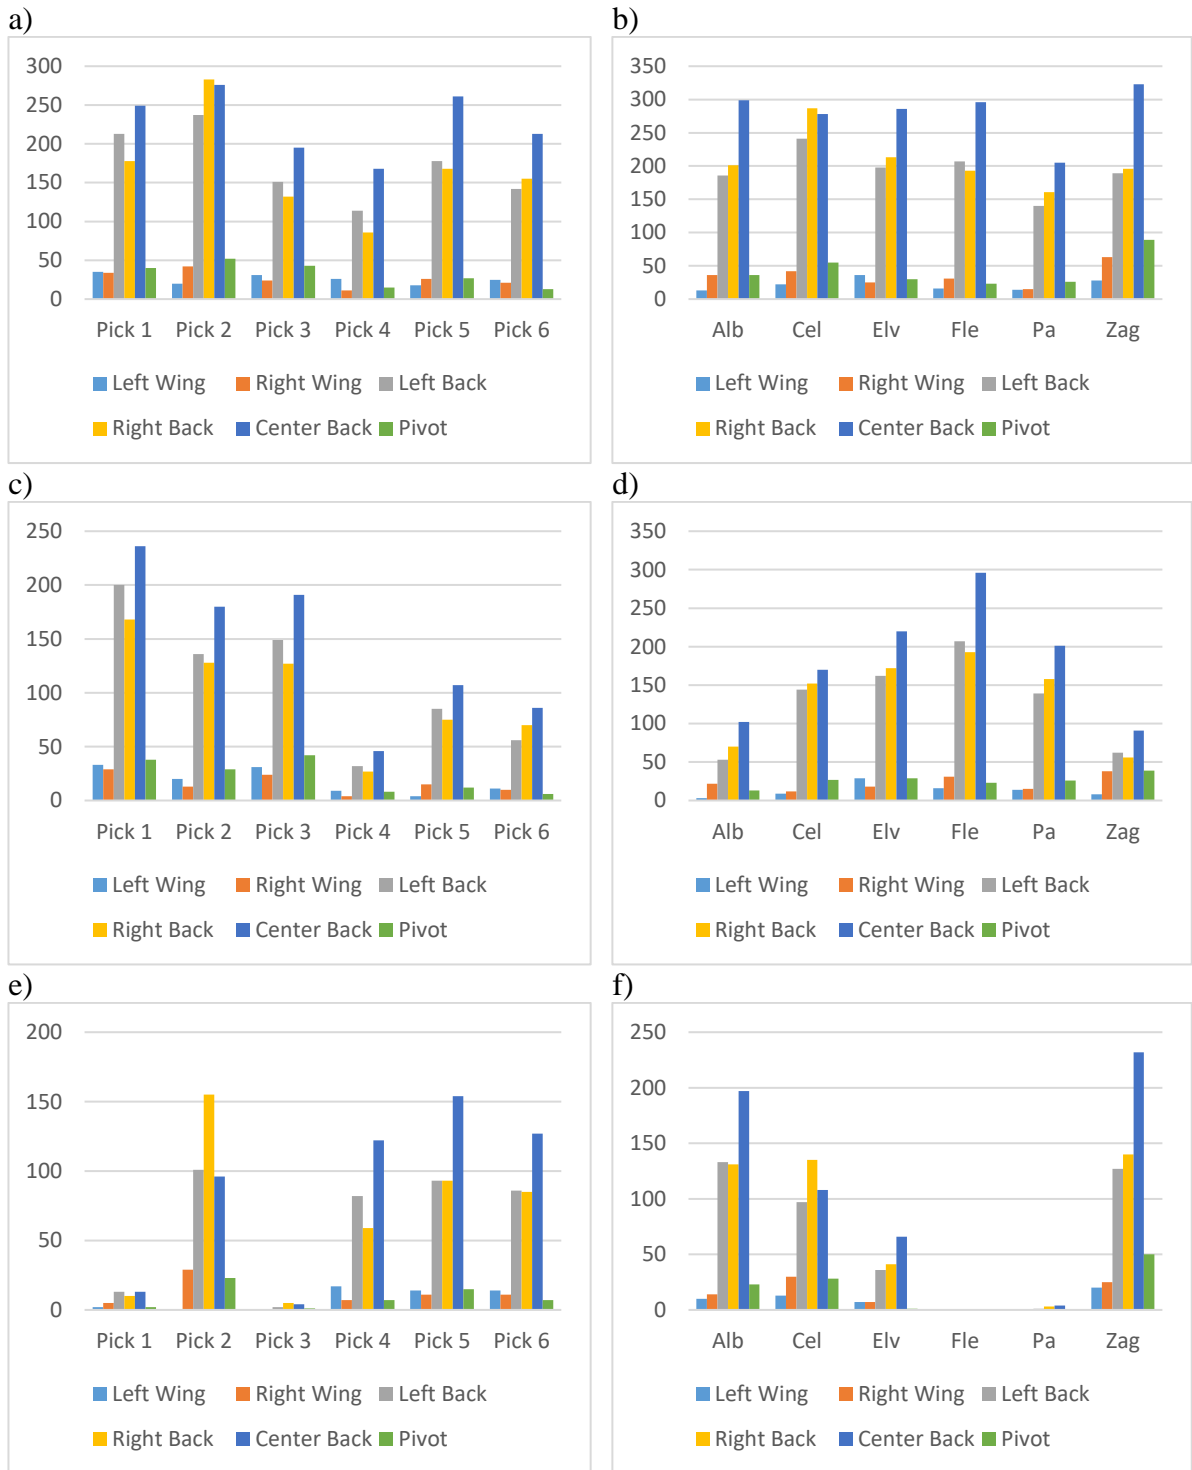 a)
300
250
200
150
100
50
0
Pick 1 Pick 2 Pick 3 Pick 4 Pick 5 Pick 6
Left Wing Right Wing Left Back
Right Back Center Back Pivot
b)
350
300
250
200
150
100
50
0
Alb Cel Elv Fle Pa Zag
Left Wing Right Wing Left Back
Right Back Center Back Pivot
c)
250
200
150
100
50
0
Pick 1 Pick 2 Pick 3 Pick 4 Pick 5 Pick 6
Left Wing Right Wing Left Back
Right Back Center Back Pivot
d)
350
300
250
200
150
100
50
0
Alb Cel Elv Fle Pa Zag
Left Wing Right Wing Left Back
Right Back Center Back Pivot
e)
200
150
100
50
0
Pick 1 Pick 2 Pick 3 Pick 4 Pick 5 Pick 6
Left Wing Right Wing Left Back
Right Back Center Back Pivot
f)
250
200
150
100
50
0
Alb Cel Elv Fle Pa Zag
Left Wing Right Wing Left Back
Right Back Center Back Pivot